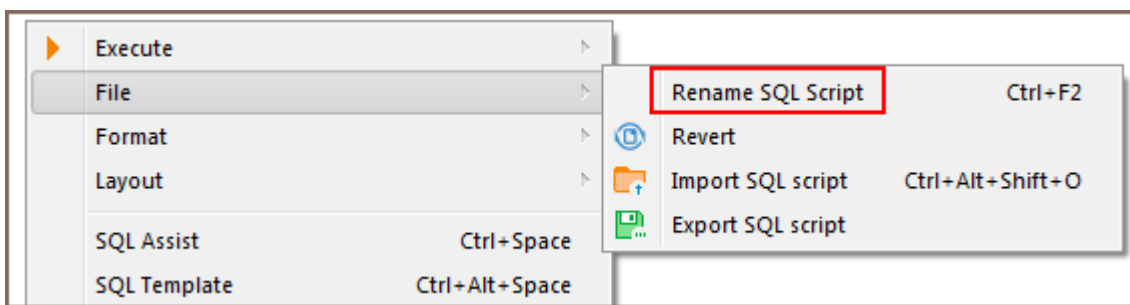 Execute
File
Format
Layout
SQL Assist Ctrl+Space
SQL Template Ctrl+Alt+Space
Rename SQL Script Ctrl+F2
Revert
Import SQL script Ctrl+Alt+Shift+O
Export SQL script